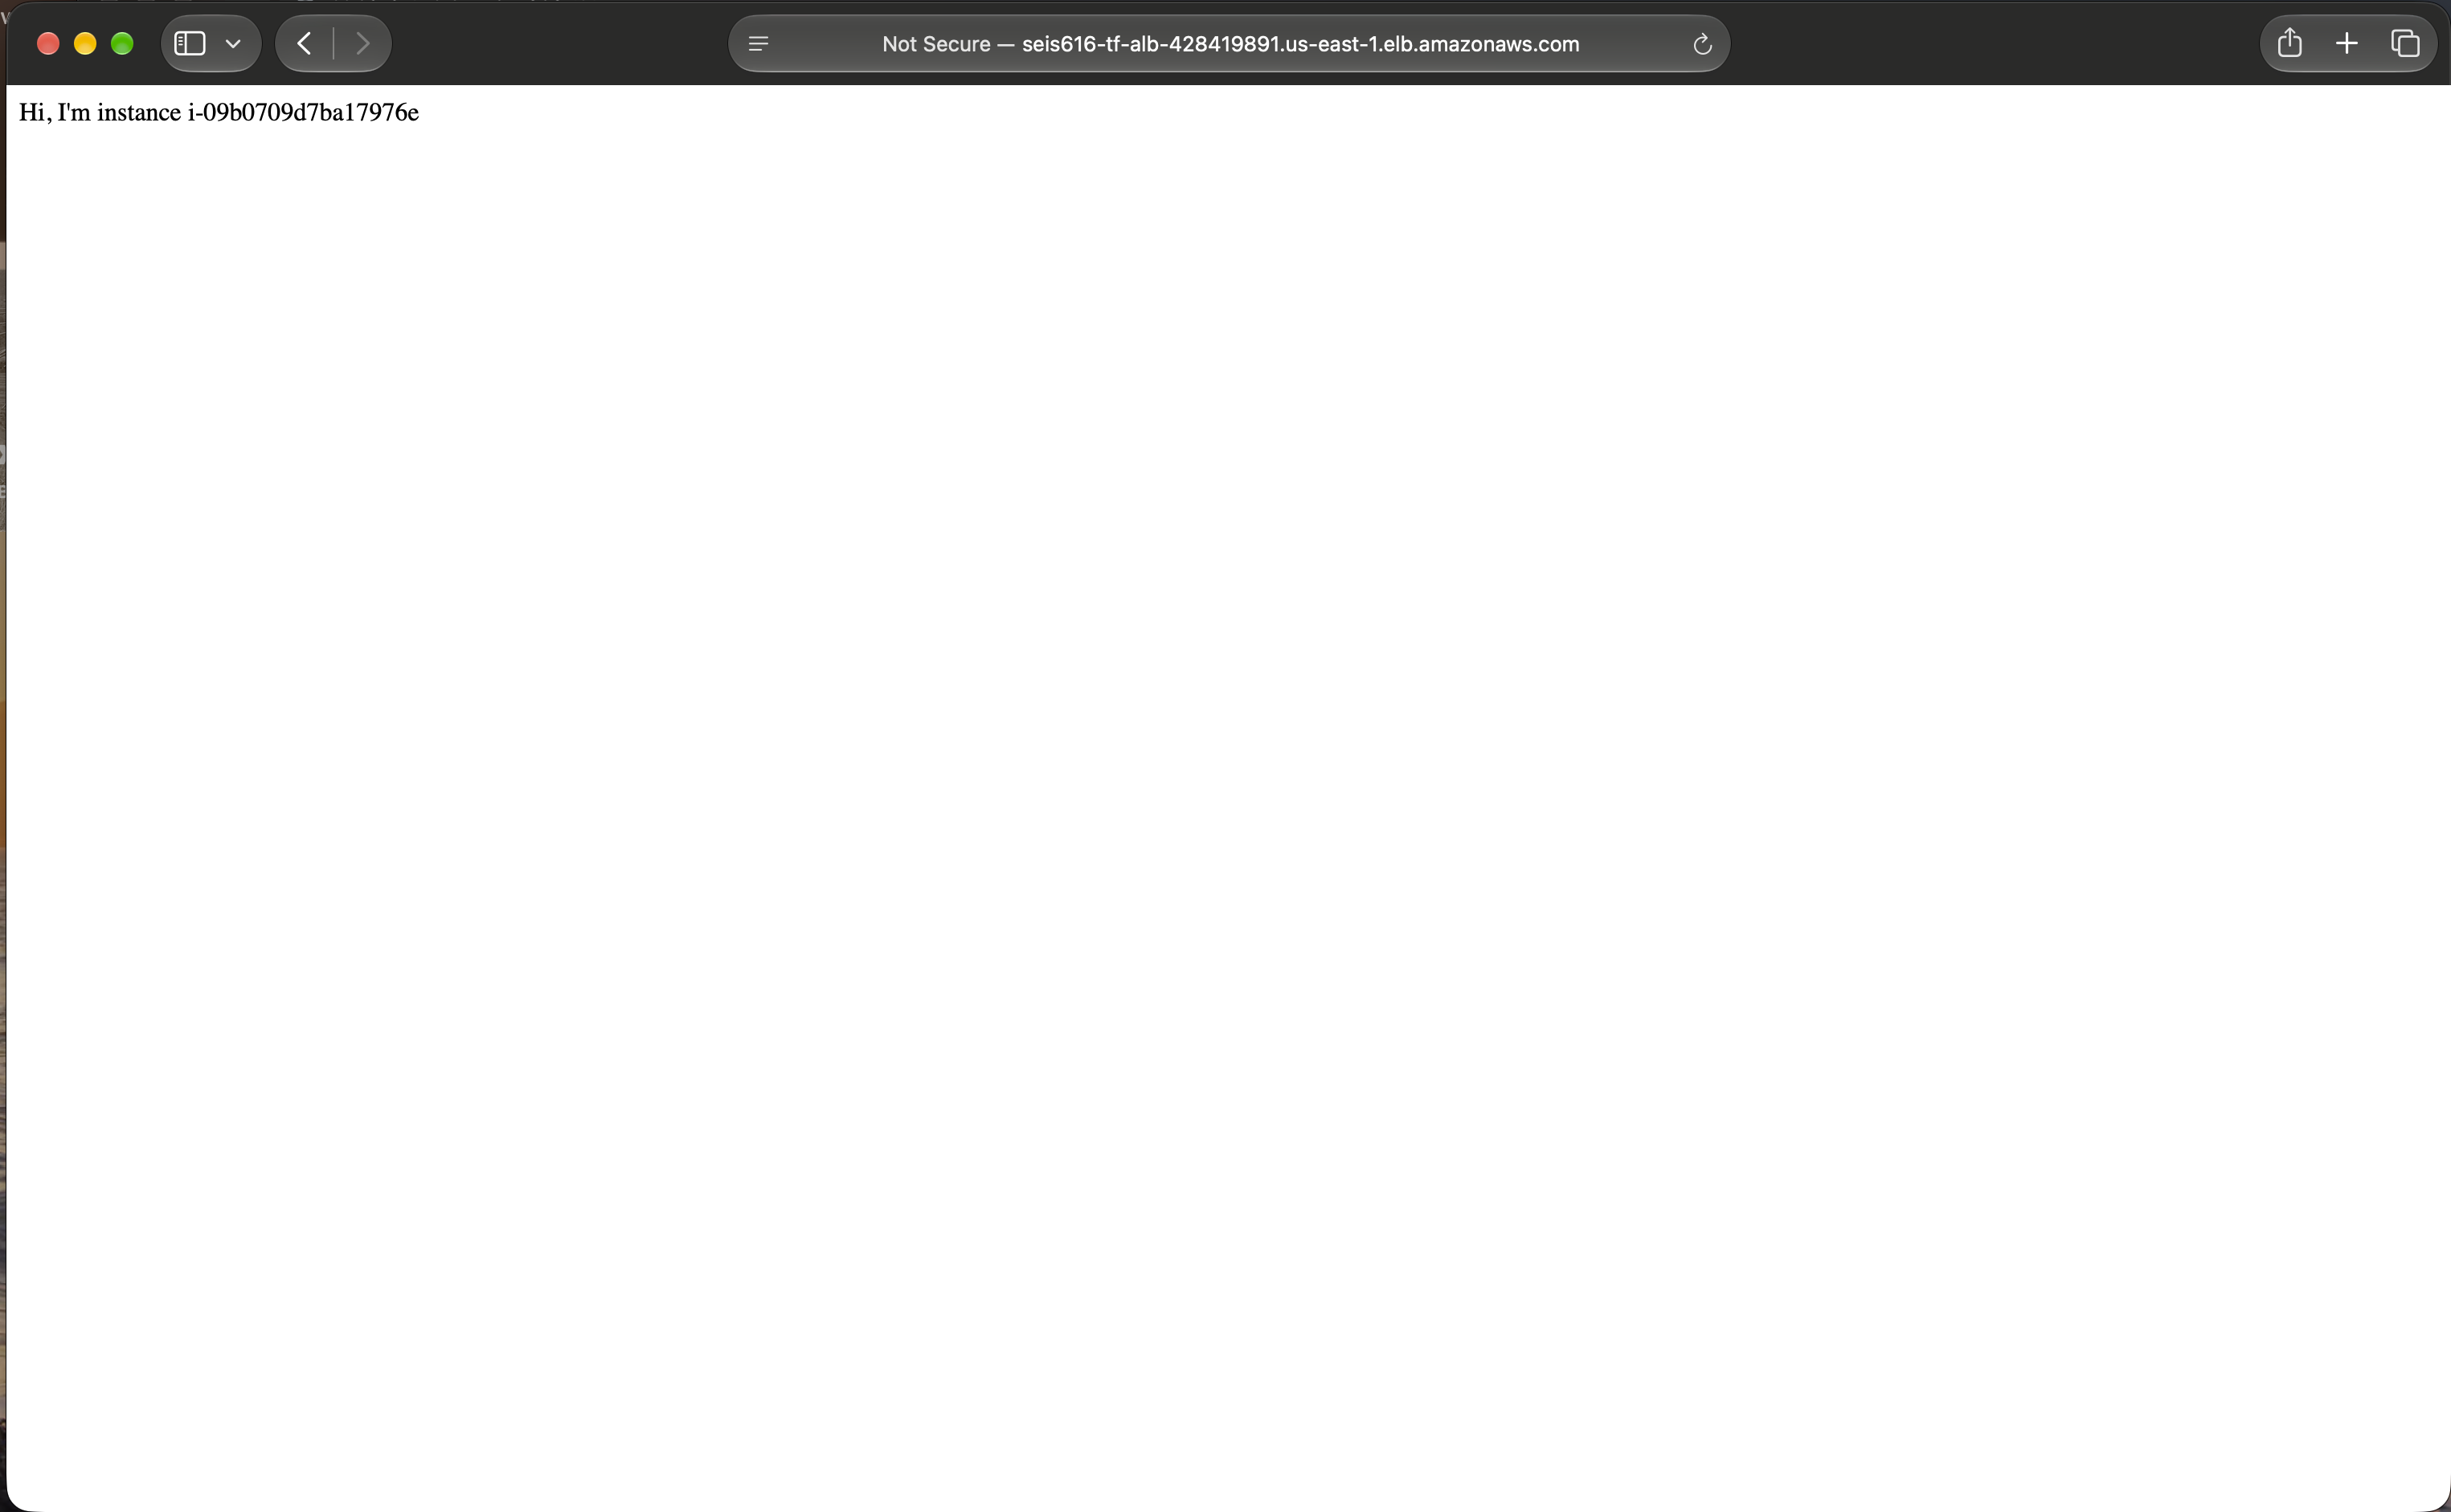 Not Secure — seis616-tf-alb-428419891.us-east-1.elb.amazonaws.com
Hi, I'm instance i-09b0709d7ba17976e